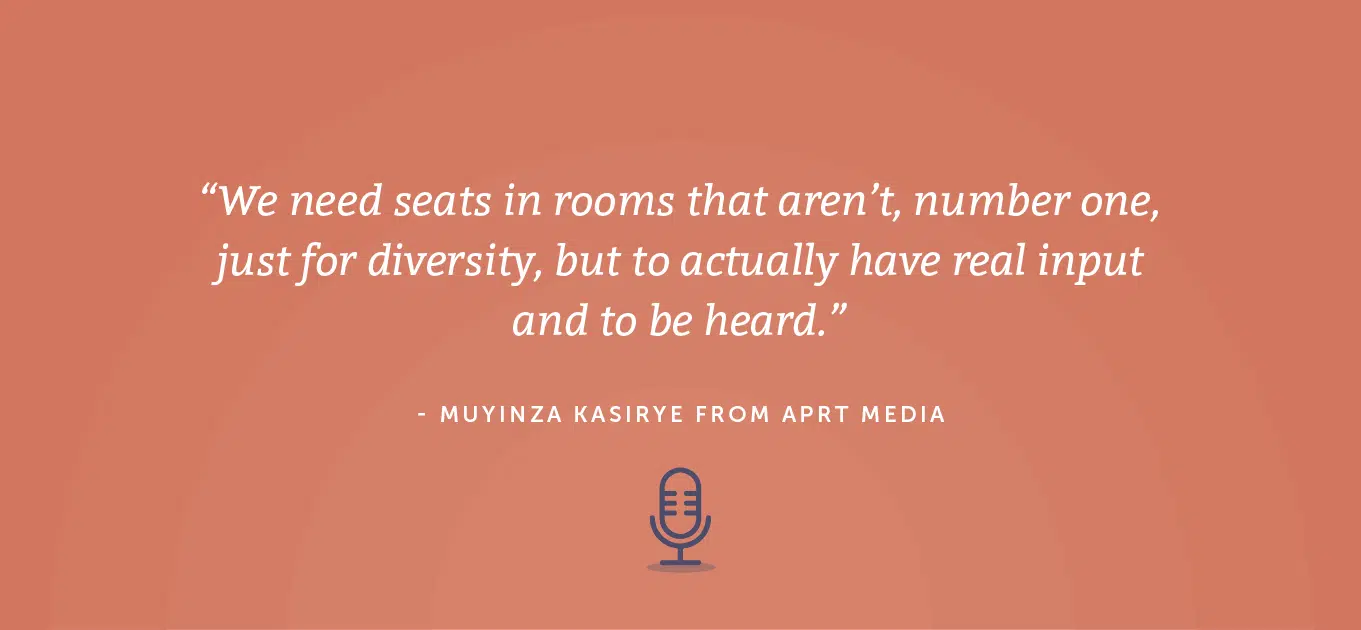 “We need seats in rooms that aren’t, number one,
just for diversity, but to actually have real input
and to be heard.”
- MUYINZA KASIRYE FROM APRT MEDIA